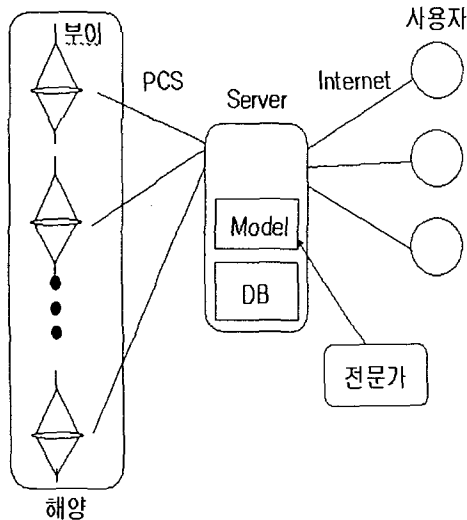 사용자
부이
PCS
Server
Internet
Model
DB
전문가
해양